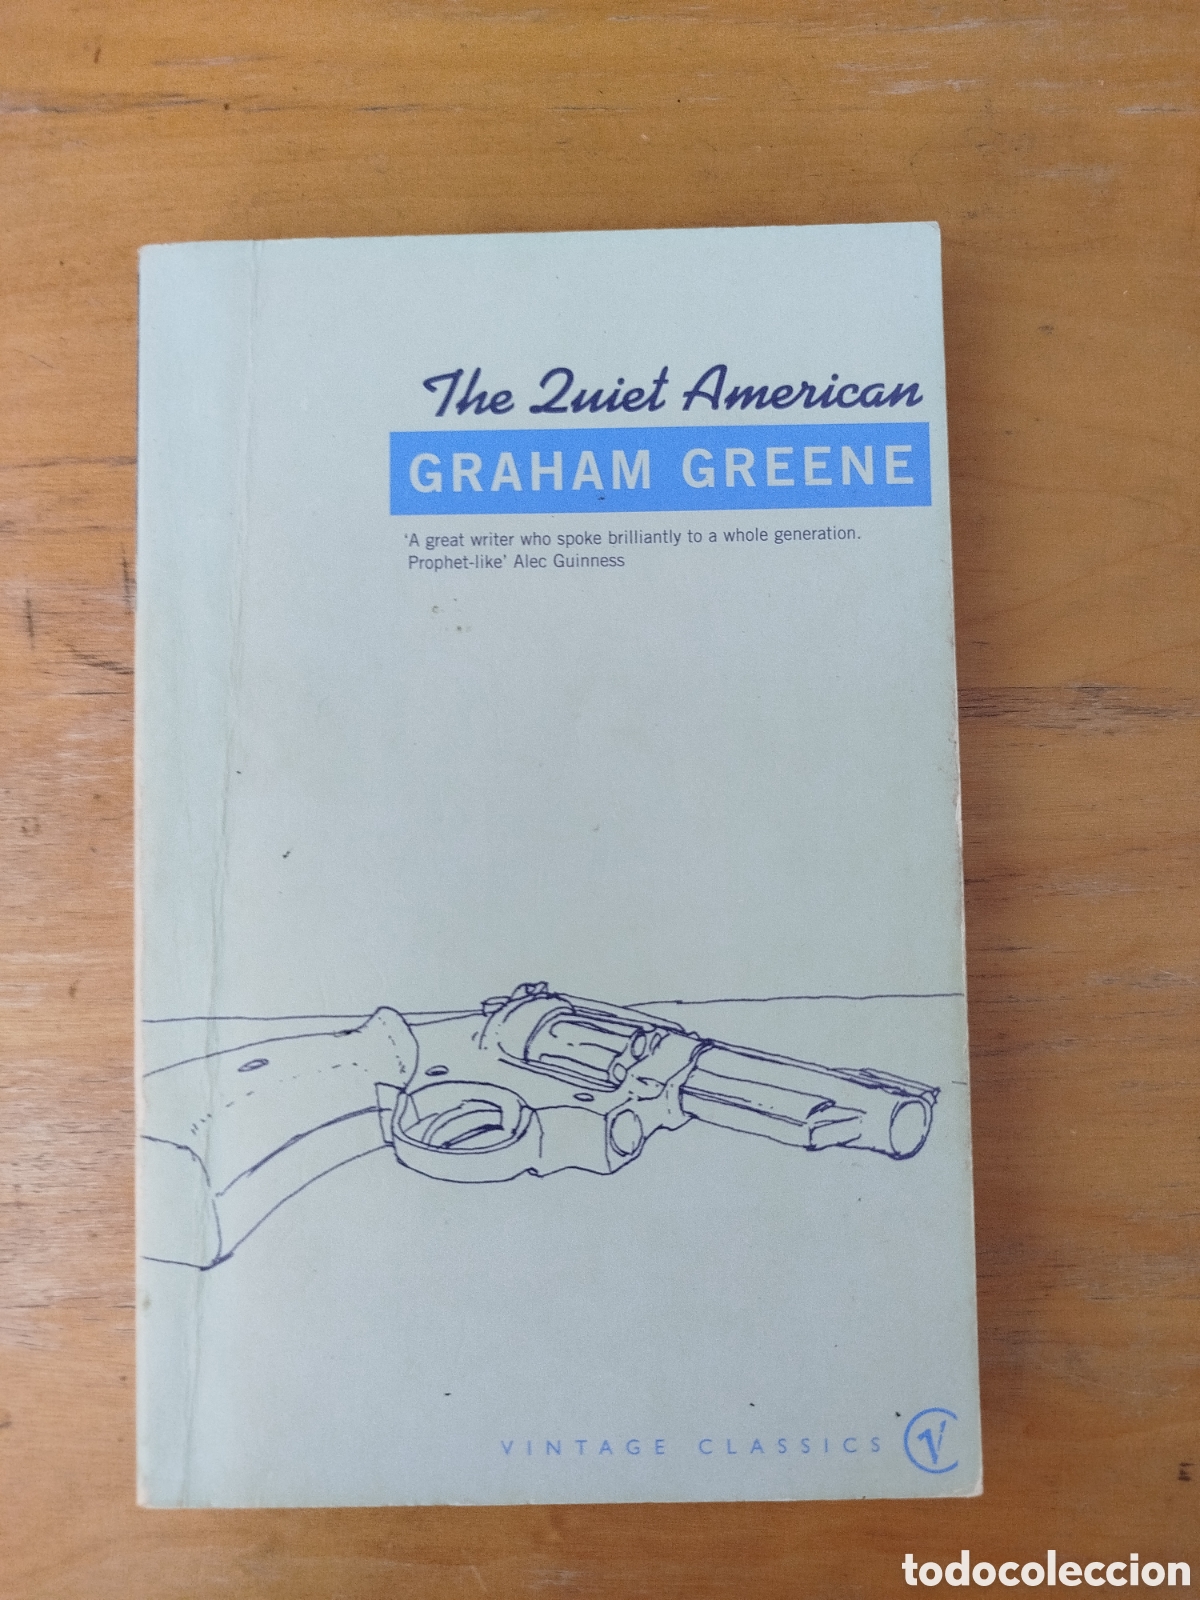 The Quiet American
GRAHAM GREENE
‘A great writer who spoke brilliantly to a whole generation.
Prophet-like’ Alec Guinness
VINTAGE CLASSICS V
todocoleccion